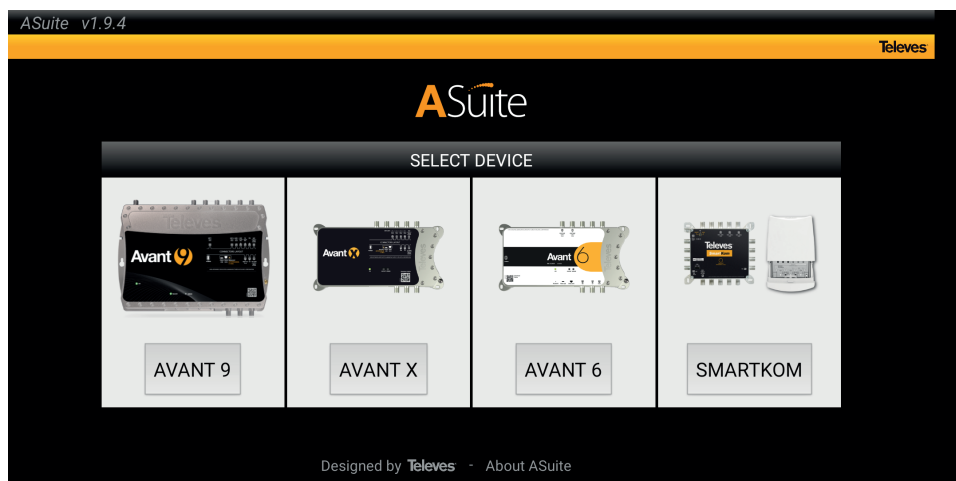 ASuite v1.9.4
Televes
ASuite
SELECT DEVICE
Televes
Avant 9
Avant X
Avant 6
Televes
AVANT 9
AVANT X
AVANT 6
SMARTKOM
Designed by Televes - About ASuite